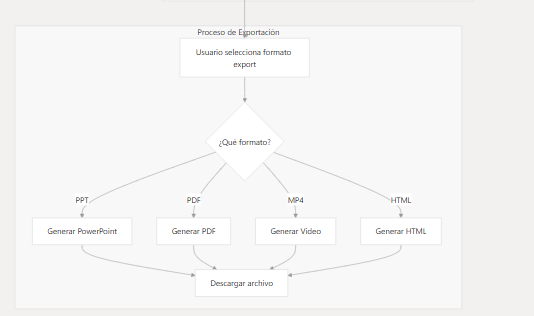 Proceso de Exportación
Usuario selecciona formato
export
¿Qué formato?
PPT
PDF
MP4
HTML
Generar PowerPoint
Generar PDF
Generar Video
Generar HTML
Descargar archivo